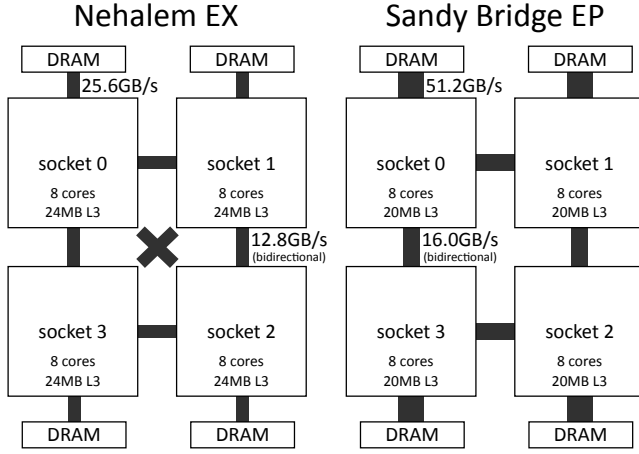 Nehalem EX
DRAM
DRAM
25.6GB/s
socket 0
8 cores
24MB L3
socket 1
8 cores
24MB L3
12.8GB/s
(bidirectional)
socket 3
8 cores
24MB L3
socket 2
8 cores
24MB L3
DRAM
DRAM
Sandy Bridge EP
DRAM
DRAM
51.2GB/s
socket 0
8 cores
20MB L3
socket 1
8 cores
20MB L3
16.0GB/s
(bidirectional)
socket 3
8 cores
20MB L3
socket 2
8 cores
20MB L3
DRAM
DRAM